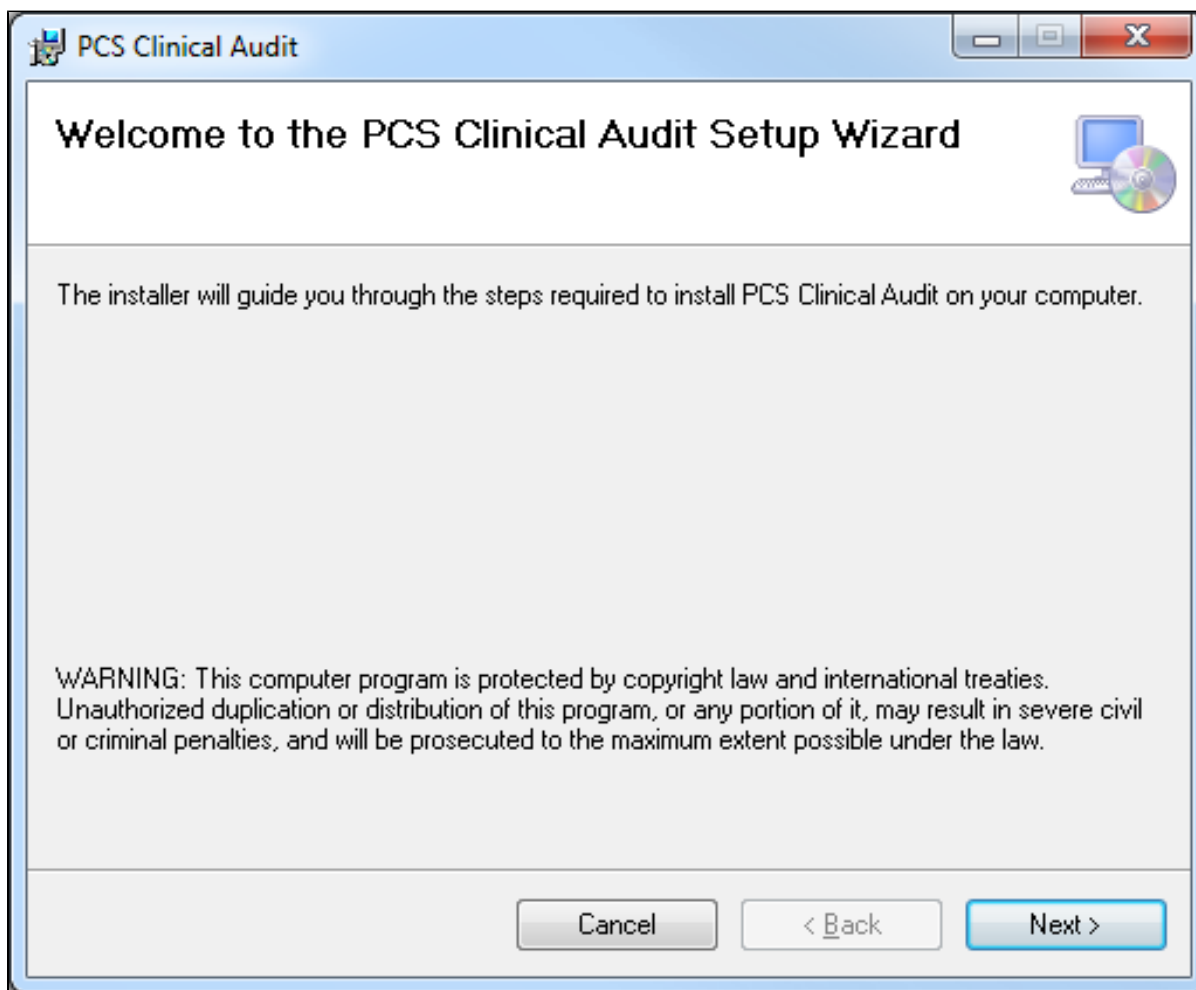 PCS Clinical Audit
Welcome to the PCS Clinical Audit Setup Wizard
The installer will guide you through the steps required to install PCS Clinical Audit on your computer.
WARNING: This computer program is protected by copyright law and international treaties.
Unauthorized duplication or distribution of this program, or any portion of it, may result in severe civil
or criminal penalties, and will be prosecuted to the maximum extent possible under the law.
Cancel
< Back
Next >